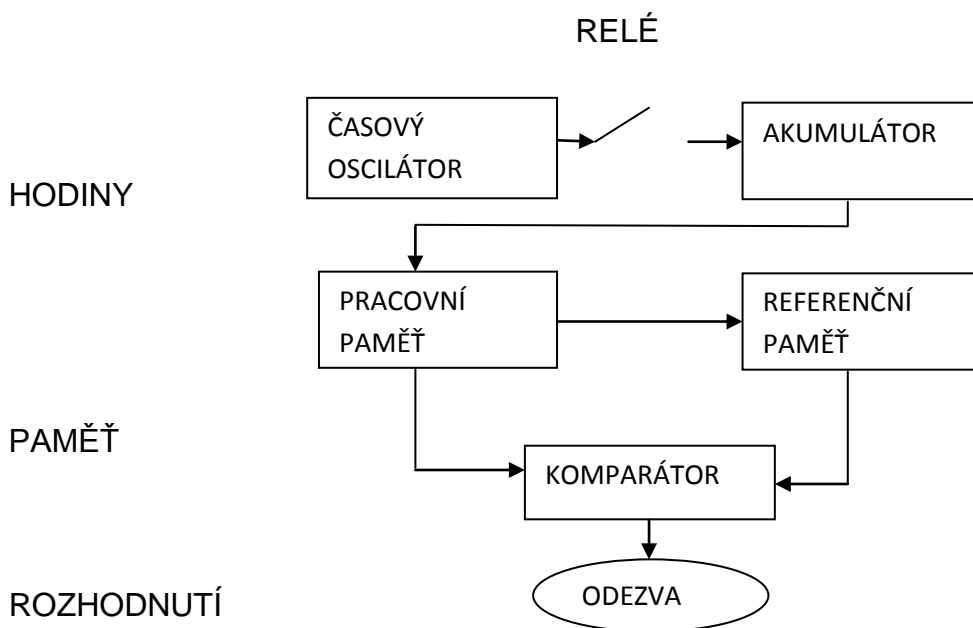 RELÉ
ČASOVÝ
OSCILÁTOR
AKUMULÁTOR
HODINY
PRACOVNÍ
PAMĚŤ
REFERENČNÍ
PAMĚŤ
PAMĚŤ
KOMPARÁTOR
ROZHODNUTÍ
ODEZVA